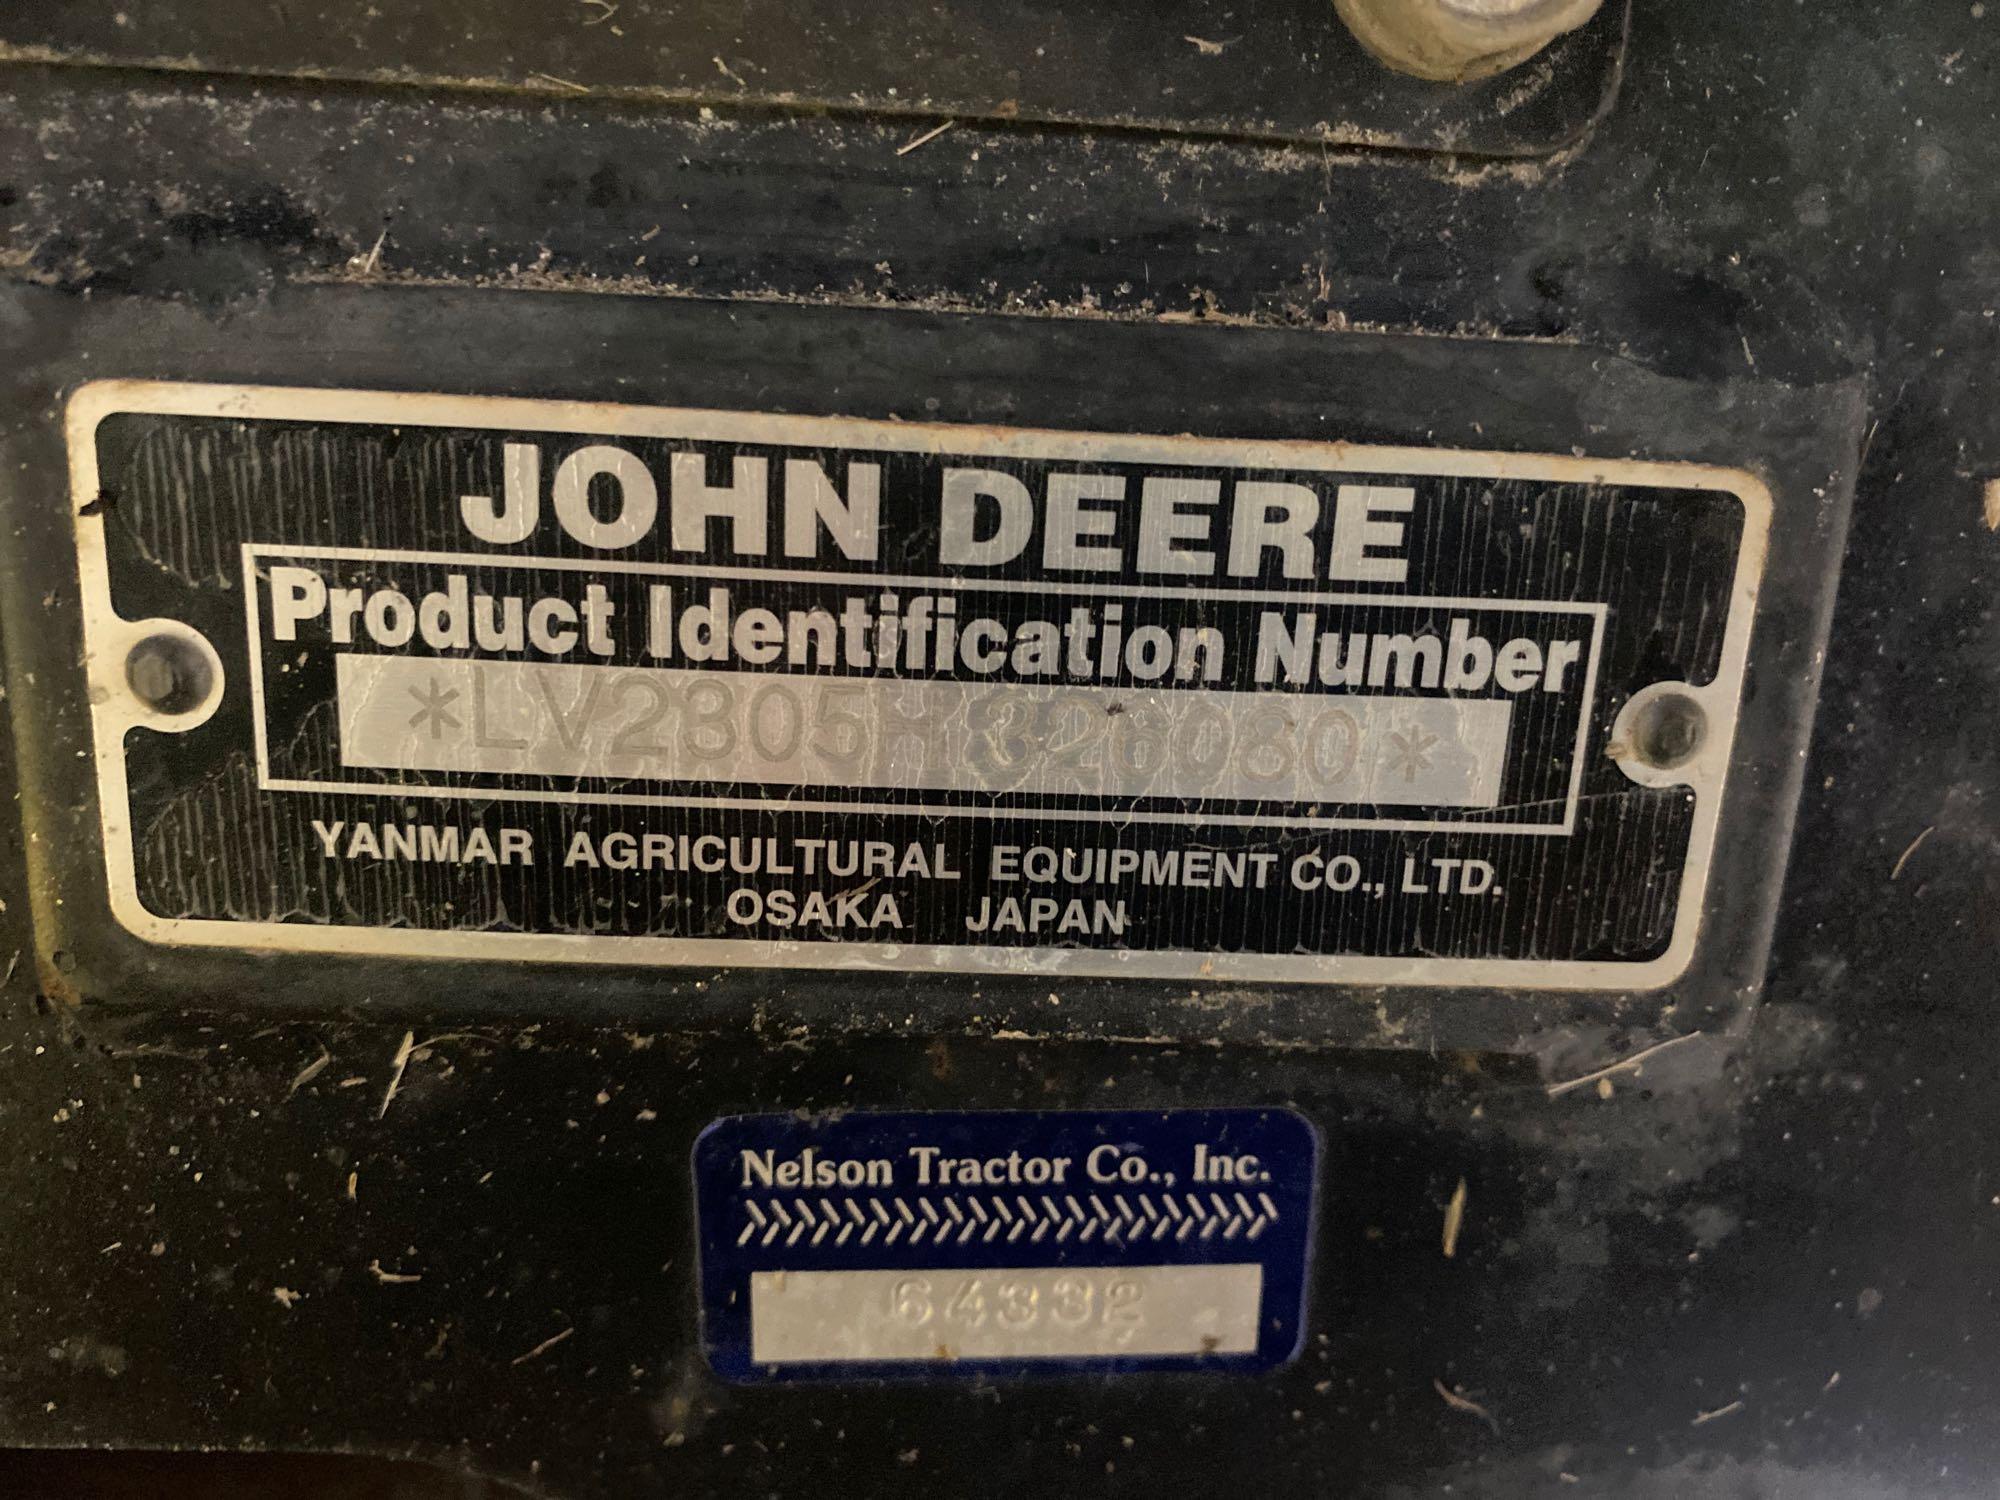 JOHN DEERE
Product Identification Number
*LV2305H326080*
YANMAR AGRICULTURAL EQUIPMENT CO., LTD.
OSAKA JAPAN
Nelson Tractor Co., Inc.
64332